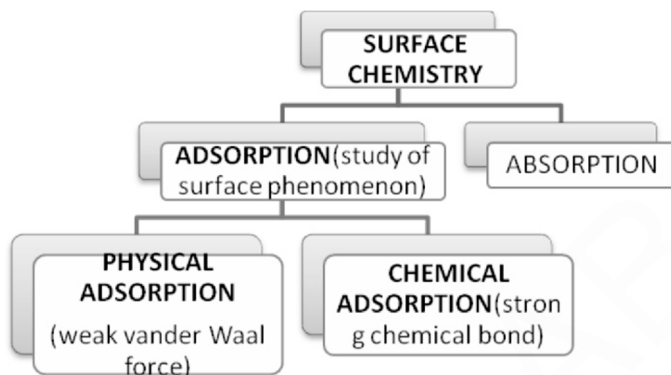 SURFACE
CHEMISTRY
ADSORPTION(study of
surface phenomenon)
ABSORPTION
PHYSICAL
ADSORPTION
(weak vander Waal
force)
CHEMICAL
ADSORPTION(stron
g chemical bond)